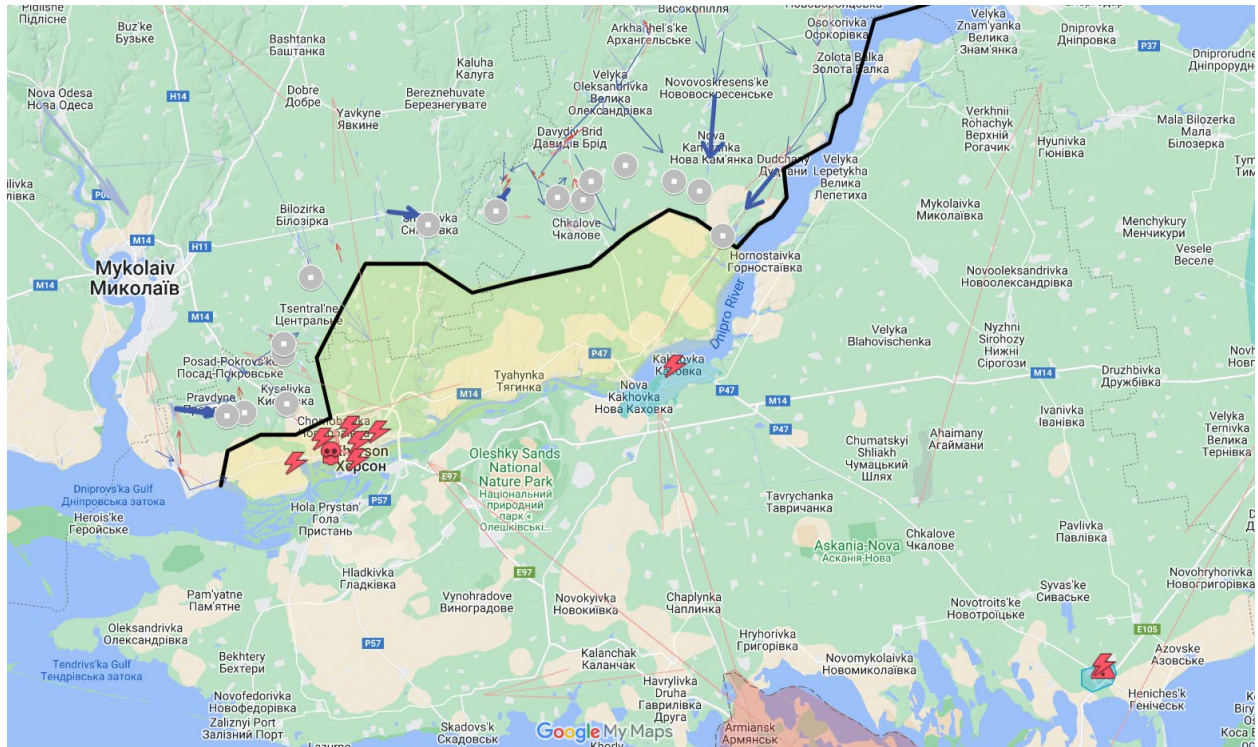 Підлісне
Buz'ke
Бузьке
Bashtanka
Баштанка
Arkhanhel's'ke
Архангельське
Високопілля
Osokorivka
Осокорівка
Velyka
Znam'yanka
Велика
Знам'янка
Dniprovka
Дніпровка
P37
Dniprorudne
Nova Odesa
Нова Одеса
H14
Dobre
Добре
Kaluha
Калуга
Bereznehuvate
Березнегувате
Velyka
Oleksandrivka
Велика
Олександрівка
Novovoskresens'ke
Нововоскресенське
Zolota Balka
Золота Балка
Verkhnii
Rohachyk
Верхній
Рогачик
Mala Bilozerka
Мала
Білозерка
Yavkyne
Явкине
Davydiv Brid
Давидів Брід
Nova
Нова Кам'янка
Dudchany
Velyka
Lepetykha
Велика
Лепетиха
Hyunivka
Гюнівка
Bilozirka
Білозірка
Chkalove
Чкалове
Mykolaivka
Миколаївка
Menchykury
Менчикури
M14
H11
Vesele
Веселе
Mykolaiv
Миколаїв
M14
Hornostaivka
Горностаївка
Novooleksandrivka
Новоолександрівка
Tsentral'ne
Центральне
M14
Dnipro River
Velyka
Blahovischenka
Nyzhni
Sirohozy
Нижні
Сірогози
Posad-Pokrovs'ke
Посад-Покровське
P47
Kakhovka
Каховка
M14
Druzhbivka
Дружбівка
Pravdyne
Kyselivka
M14
Tyahynka
Тягинка
Nova
Kakhovka
Нова Каховка
P47
M14
P47
Ivanivka
Іванівка
Velyka
Ternivka
Велика
Тернівка
Chumatskyi
Shliakh
Чумацький
Шлях
Ahaimany
Агаймани
Херсон
Oleshky Sands
National
Nature Park
Національний
природний
парк «
Олешківські...
E97
Dniprovs'ka Gulf
Дніпровська затока
P57
Hola Prystan'
Гола
Пристань
Herois'ke
Геройське
Tavrychanka
Тавричанка
Askania-Nova
Асканія-Нова
Chkalove
Чкалове
Pavlivka
Павлівка
Hladkivka
Гладківка
E97
Pam'yatne
Пам'ятне
Vynohradove
Виноградове
Novokyivka
Новокиївка
Chaplynka
Чаплинка
Syvas'ke
Сиваське
Novohryhorivka
Новогригорівка
Novotroits'ke
Новотроїцьке
Oleksandrivka
Олександрівка
P57
Hryhorivka
Григорівка
E105
Tendrivs'ka Gulf
Тендрівська затока
Bekhtery
Бехтери
Kalanchak
Каланчак
Novomykolaivka
Новомиколаївка
Azovske
Азовське
Novofedorivka
Новофедорівка
Havrylivka
Druha
Гаврилівка
Друга
Heniches'k
Генічеськ
Zaliznyi Port
Залізний Порт
Skadovs'k
Скадовськ
Google My Maps
Armiansk
Армянськ